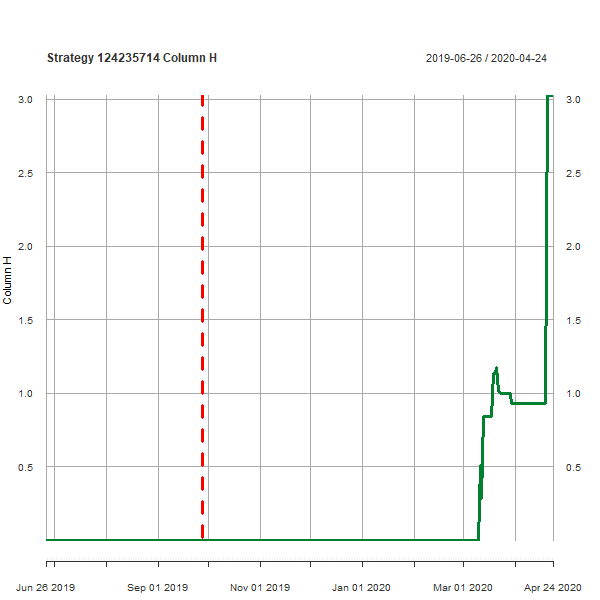 Strategy 124235714 Column H
2019-06-26 / 2020-04-24
3.0
3.0
2.5
2.5
2.0
2.0
Column H
1.5
1.5
1.0
1.0
0.5
0.5
Jun 26 2019
Sep 01 2019
Nov 01 2019
Jan 01 2020
Mar 01 2020
Apr 24 2020